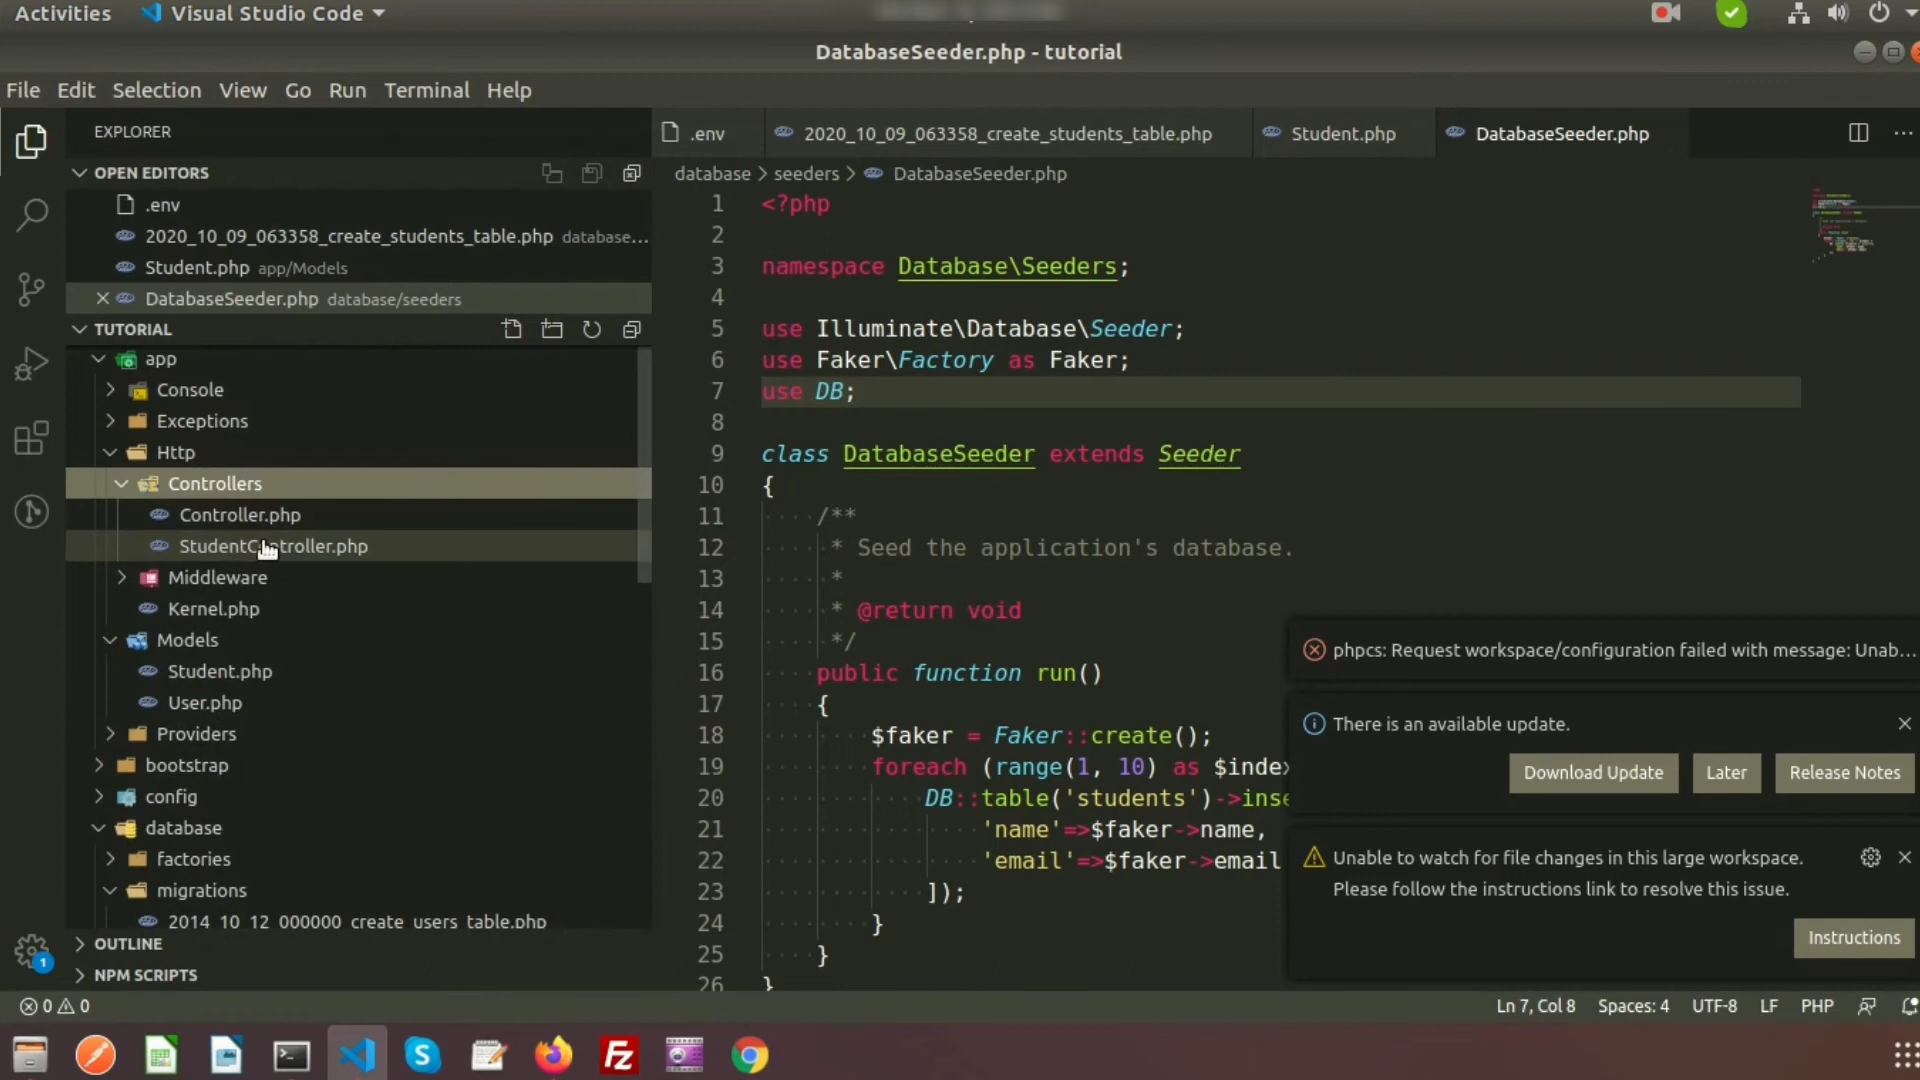 Activities Visual Studio Code
DatabaseSeeder.php - tutorial
File Edit Selection View Go Run Terminal Help
EXPLORER
OPEN EDITORS
.env
2020_10_09_063358_create_students_table.php database...
Student.php app/Models
DatabaseSeeder.php database/seeders
TUTORIAL
app
Console
Exceptions
Http
Controllers
Controller.php
StudentController.php
Middleware
Kernel.php
Models
Student.php
User.php
Providers
bootstrap
config
database
factories
migrations
2014_10_12_000000_create_users_table.php
OUTLINE
NPM SCRIPTS
.env 2020_10_09_063358_create_students_table.php Student.php DatabaseSeeder.php
database > seeders > DatabaseSeeder.php
1 <?php
2
3 namespace Database\Seeders;
4
5 use Illuminate\Database\Seeder;
6 use Faker\Factory as Faker;
7 use DB;
8
9 class DatabaseSeeder extends Seeder
10 {
11 /**
12 * Seed the application's database.
13 *
14 * @return void
15 */
16 public function run()
17 {
18 $faker = Faker::create();
19 foreach (range(1, 10) as $index
20 DB::table('students')->inse
21 'name'=>$faker->name,
22 'email'=>$faker->email
23 ]);
24 }
25 }
26 }
phpcs: Request workspace/configuration failed with message: Unab...
There is an available update.
Download Update Later Release Notes
Unable to watch for file changes in this large workspace.
Please follow the instructions link to resolve this issue.
Instructions
1
0 0
Ln 7, Col 8 Spaces: 4 UTF-8 LF PHP
S
Fz